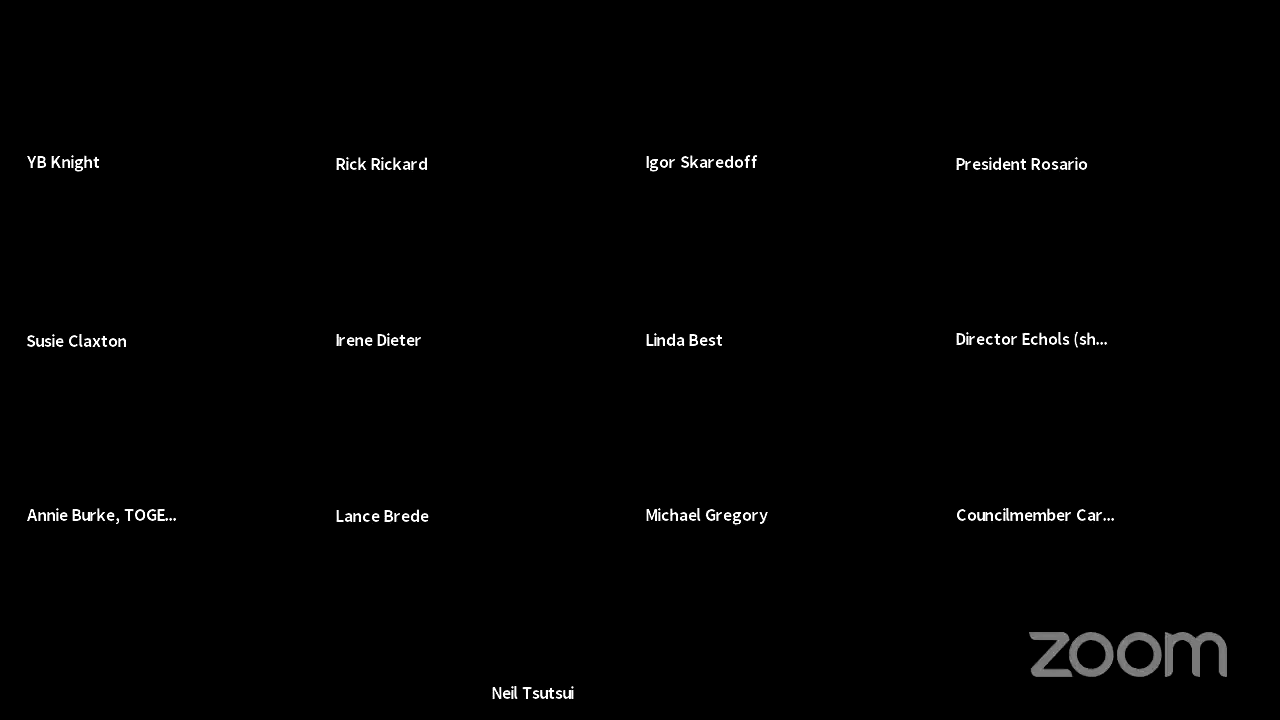 YB Knight
Rick Rickard
Igor Skaredoff
President Rosario
Susie Claxton
Irene Dieter
Linda Best
Director Echols (sh...
Annie Burke, TOGE...
Lance Brede
Michael Gregory
Councilmember Car...
zoom
Neil Tsutsui